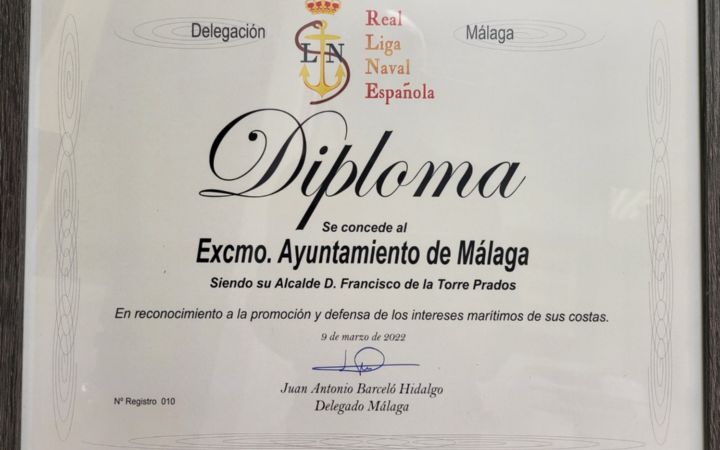 Delegación
Málaga
Real
Liga
Naval
Española
L N
Diploma
Se concede al
Excmo. Ayuntamiento de Málaga
Siendo su Alcalde D. Francisco de la Torre Prados
En reconocimiento a la promoción y defensa de los intereses marítimos de sus costas.
9 de marzo de 2022
Juan Antonio Barceló Hidalgo
Delegado Málaga
Nº Registro 010